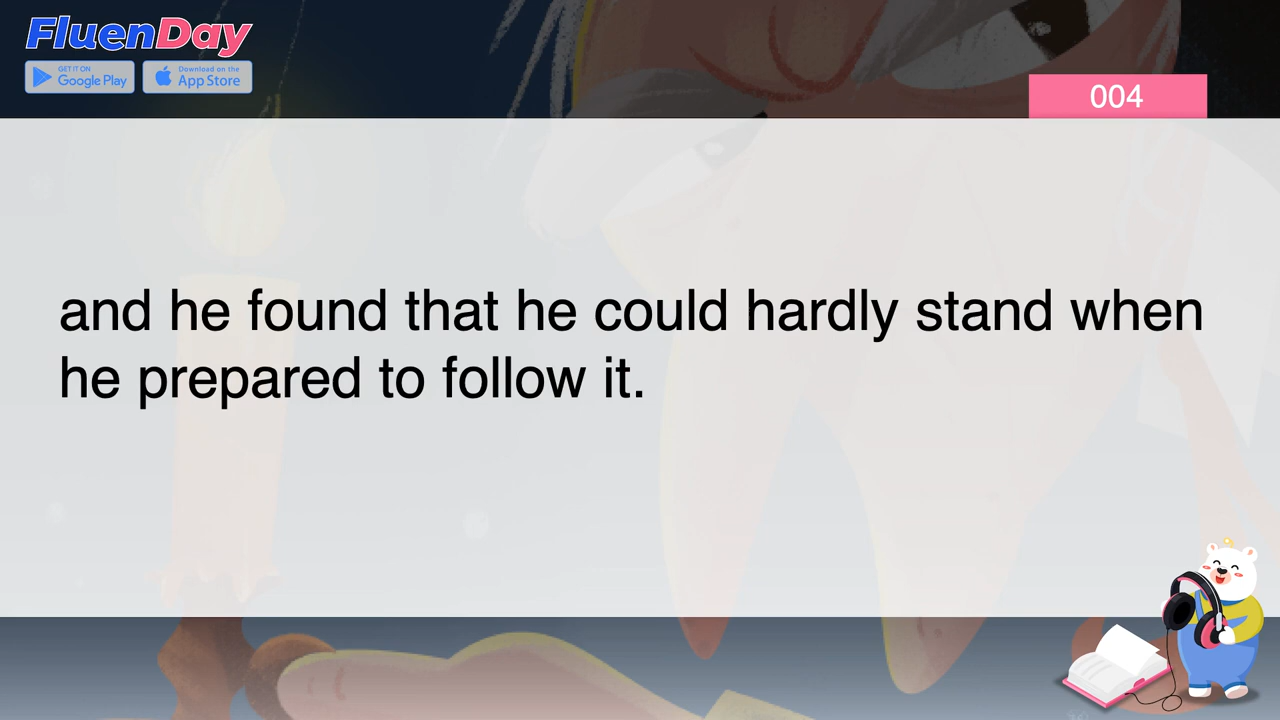 FluenDay
GET IT ON
Google Play
Download on the
App Store
004
and he found that he could hardly stand when
he prepared to follow it.